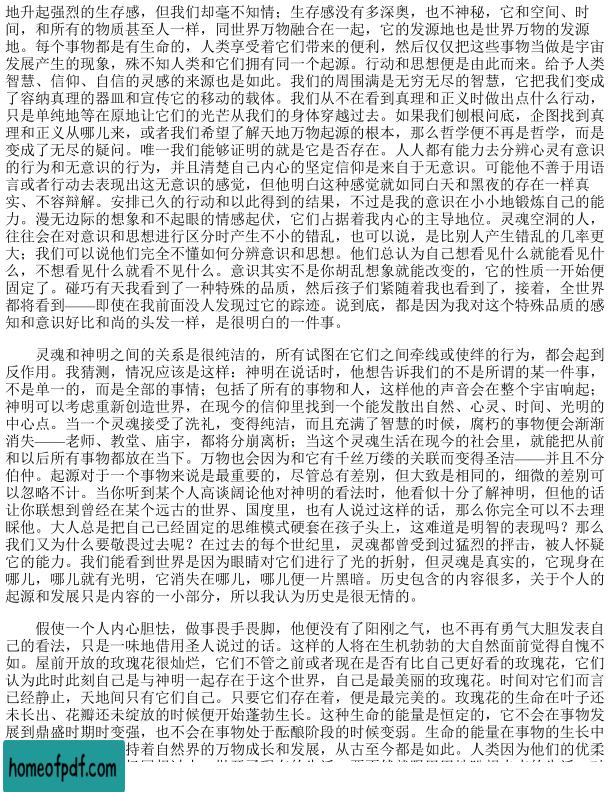 地升起强烈的生存感，但我们却毫不知情；生存感没有多深奥，也不神秘，它和空间、时
间，和所有的物质甚至人一样，同世界万物融合在一起，它的发源地也是世界万物的发源
地。每个事物都是有生命的，人类享受着它们带来的便利，然后仅仅把这些事物当做是宇宙
发展产生的现象，殊不知人类和它们拥有同一个起源。行动和思想便是由此而来。给予人类
智慧、信仰、自信的灵感的来源也是如此。我们的周围满是无穷无尽的智慧，它把我们变成
了容纳真理的器皿和宣传它的移动的载体。我们从不在看到真理和正义时做出点什么行动，
只是单纯地等在原地让它们的光芒从我们的身体穿越过去。如果我们刨根问底，企图找到真
理和正义从哪儿来，或者我们希望了解天地万物起源的根本，那么哲学便不再是哲学，而是
变成了无尽的疑问。唯一我们能够证明的就是它是否存在。人人都有能力去分辨心灵有意识
的行为和无意识的行为，并且清楚自己内心的坚定信仰是来自于无意识。可能他不善于用语
言或者行动去表现出这无意识的感觉，但他明白这种感觉就如同白天和黑夜的存在一样真
实、不容辩解。安排已久的行动和以此得到的结果，不过是我的意识在小小地锻炼自己的能
力。漫无边际的想象和不起眼的情感起伏，它们占据着我内心的主导地位。灵魂空洞的人，
往往会在对意识和思想进行区分时产生不小的错乱，也可以说，是比别人产生错乱的几率更
大；我们可以说他们完全不懂如何分辨意识和思想。他们总认为自己想看见什么就能看见什
么，不想看见什么就看不见什么。意识其实不是你胡乱想象就能改变的，它的性质一开始便
固定了。碰巧有天我看到了一种特殊的品质，然后孩子们紧随着我也看到了，接着，全世界
都将看到——即使在我前面没人发现过它的踪迹。说到底，都是因为我对这个特殊品质的感
知和意识好比和尚的头发一样，是很明白的一件事。
灵魂和神明之间的关系是很纯洁的，所有试图在它们之间牵线或使绊的行为，都会起到
反作用。我猜测，情况应该是这样：神明在说话时，他想告诉我们的不是所谓的某一件事，
不是单一的，而是全部的事情；包括了所有的事物和人，这样他的声音会在整个宇宙响起；
神明可以考虑重新创造世界，在现今的信仰里找到一个能发散出自然、心灵、时间、光明的
中心点。当一个灵魂接受了洗礼，变得纯洁，而且充满了智慧的时候，腐朽的事物便会渐渐
消失——老师、教堂、庙宇，都将分崩离析；当这个灵魂生活在现今的社会里，就能把从前
和以后所有事物都放在当下。万物也会因为和它有千丝万缕的关联而变得圣洁——并且不分
伯仲。起源对于一个事物来说是最重要的，尽管总有差别，但大致是相同的，细微的差别可
以忽略不计。当你听到某个人高谈阔论他对神明的看法时，他看似十分了解神明，但他的话
让你联想到曾经在某个远古的世界、国度里，也有人说过这样的话，那么你完全可以不去理
睬他。大人总是把自己已经固定的思维模式硬套在孩子头上，这难道是明智的表现吗？那么
我们又为什么要敬畏过去呢？在过去的每个世纪里，灵魂都曾受到过猛烈的抨击，被人怀疑
它的能力。我们能看到世界是因为眼睛对它们进行了光的折射，但灵魂是真实的，它现身在
哪儿，哪儿就有光明，它消失在哪儿，哪儿便一片黑暗。历史包含的内容很多，关于个人的
起源和发展只是内容的一小部分，所以我认为历史是很无情的。
假使一个人内心胆怯，做事畏手畏脚，他便没有了阳刚之气，也不再有勇气大胆发表自
己的看法，只是一味地借用圣人说过的话。这样的人将在生机勃勃的大自然面前觉得自愧不
如。屋前开放的玫瑰花很灿烂，它们不管之前或者现在是否有比自己更好看的玫瑰花，它们
认为此时此刻自己是与神明一起存在于这个世界，自己是最美丽的玫瑰花。时间对它们而言
已经静止，天地间只有它们自己。只要它们存在着，便是最完美的。玫瑰花的生命在叶子还
未长出、花瓣还未绽放的时候便开始蓬勃生长。这种生命的能量是恒定的，它不会在事物发
展到鼎盛时期时变强，也不会在事物处于酝酿阶段的时候变弱。生命的能量在事物的生长中
持着自然界的万物成长和发展，从古至今都是如此。人类因为他们的优柔
homeofpdf.com